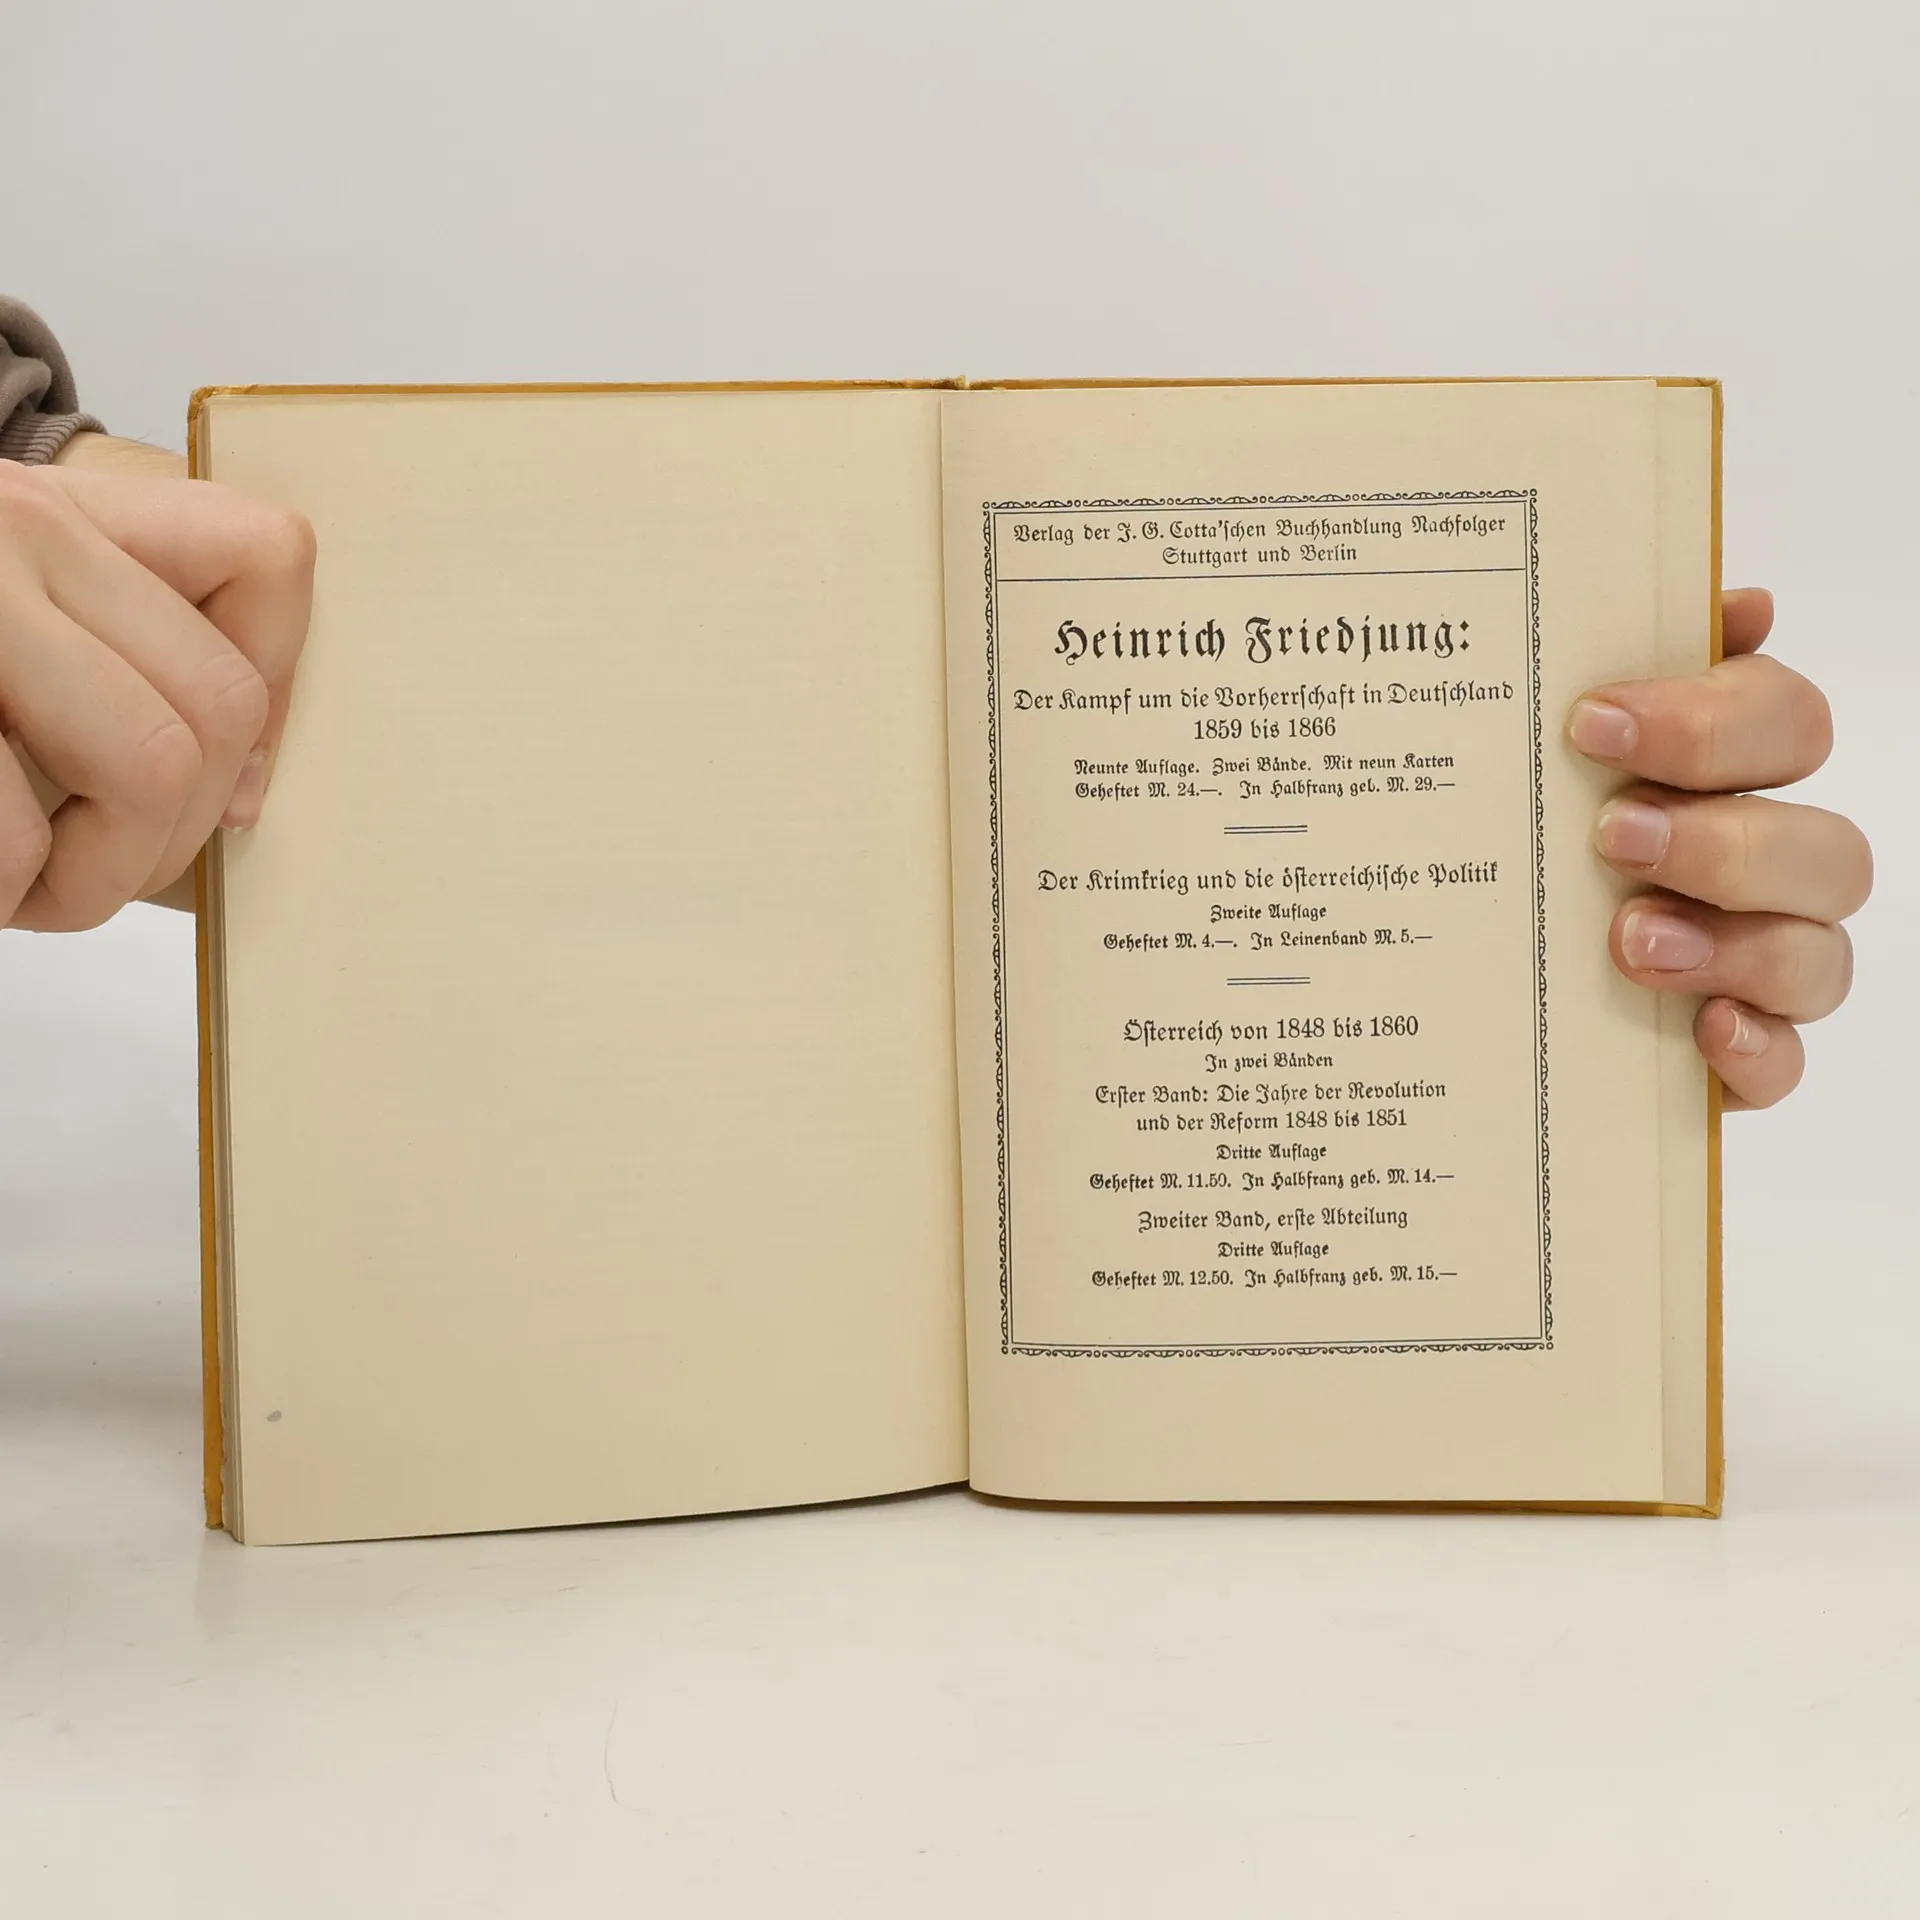 Verlag der J. G. Cotta'schen Buchhandlung Nachfolger
Stuttgart und Berlin
Heinrich Friedjung:
Der Kampf um die Vorherrschaft in Deutschland
1859 bis 1866
Neunte Auflage. Zwei Bände. Mit neun Karten
Geheftet M. 24.—. In Halbfranz geb. M. 29.—
Der Krimkrieg und die österreichische Politik
Zweite Auflage
Geheftet M. 4.—. In Leinenband M. 5.—
Österreich von 1848 bis 1860
In zwei Bänden
Erster Band: Die Jahre der Revolution
und der Reform 1848 bis 1851
Dritte Auflage
Geheftet M. 11.50. In Halbfranz geb. M. 14.—
Zweiter Band, erste Abteilung
Dritte Auflage
Geheftet M. 12.50. In Halbfranz geb. M. 15.—